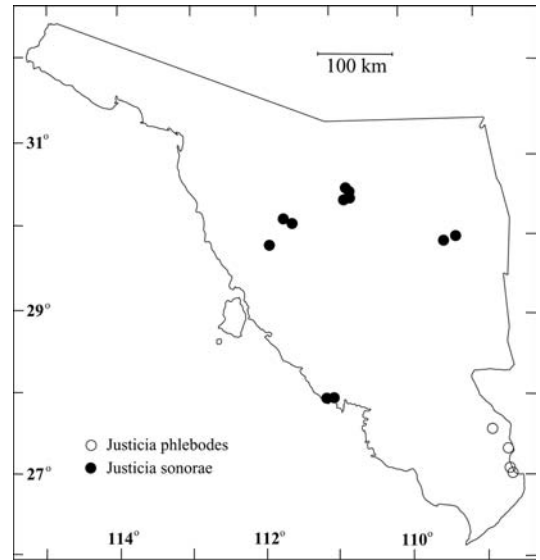 100 km
31°
29°
Justicia phlebodes
Justicia sonorae
27°
114° 112° 110°